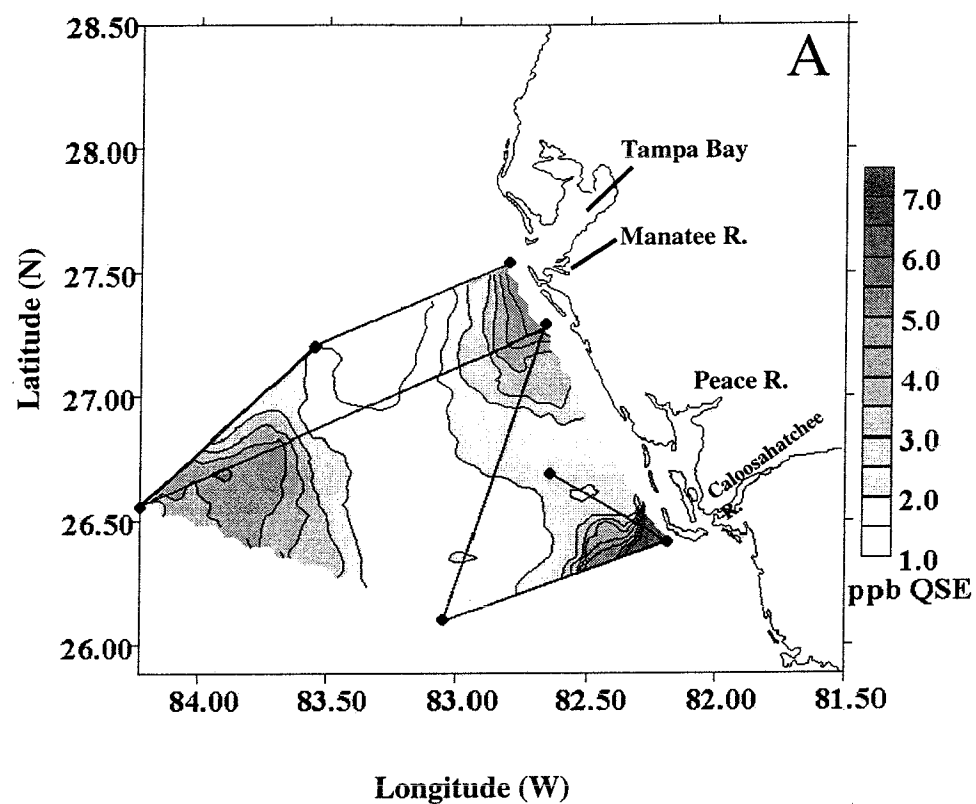 A
28.50
28.00
27.50
27.00
26.50
26.00
Latitude (N)
Tampa Bay
Manatee R.
Peace R.
Caloosahatchee
R.
7.0
6.0
5.0
4.0
3.0
2.0
1.0
ppb QSE
84.00
83.50
83.00
82.50
82.00
81.50
Longitude (W)